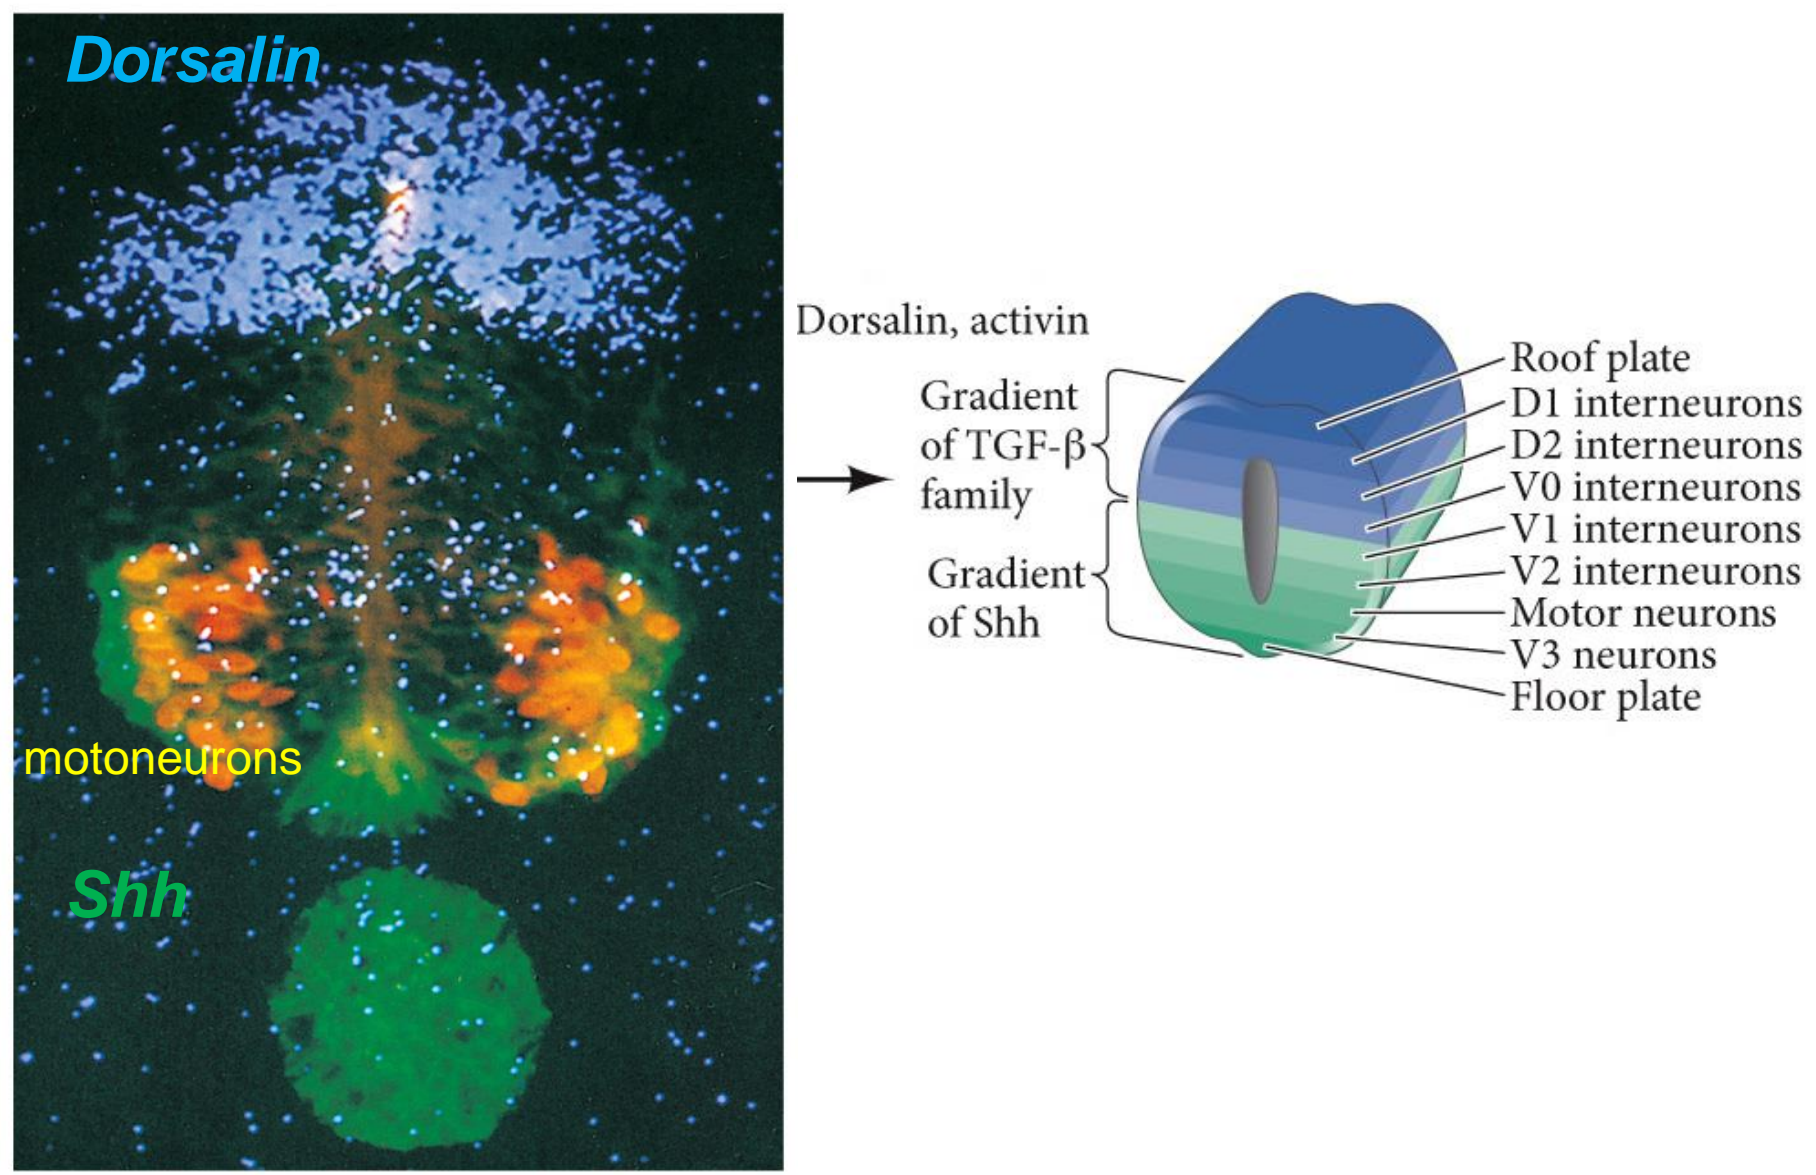 Dorsalin
motoneurons
Shh
Dorsalin, activin
Gradient
of TGF-β
family
Gradient
of Shh
Roof plate
D1 interneurons
D2 interneurons
V0 interneurons
V1 interneurons
V2 interneurons
Motor neurons
V3 neurons
Floor plate